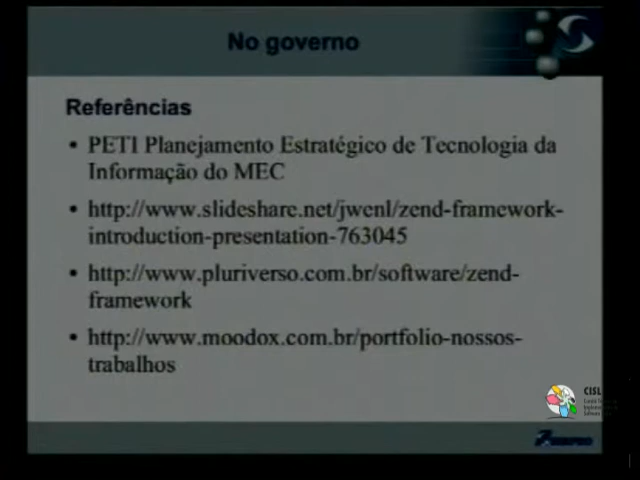 No governo
Referências
• PETI Planejamento Estratégico de Tecnologia da
Informação do MEC
• http://www.slideshare.net/jwcnl/zend-framework-
introduction-presentation-763045
• http://www.pluriverso.com.br/software/zend-
framework
• http://www.moodox.com.br/portfolio-nossos-
trabalhos
CISL